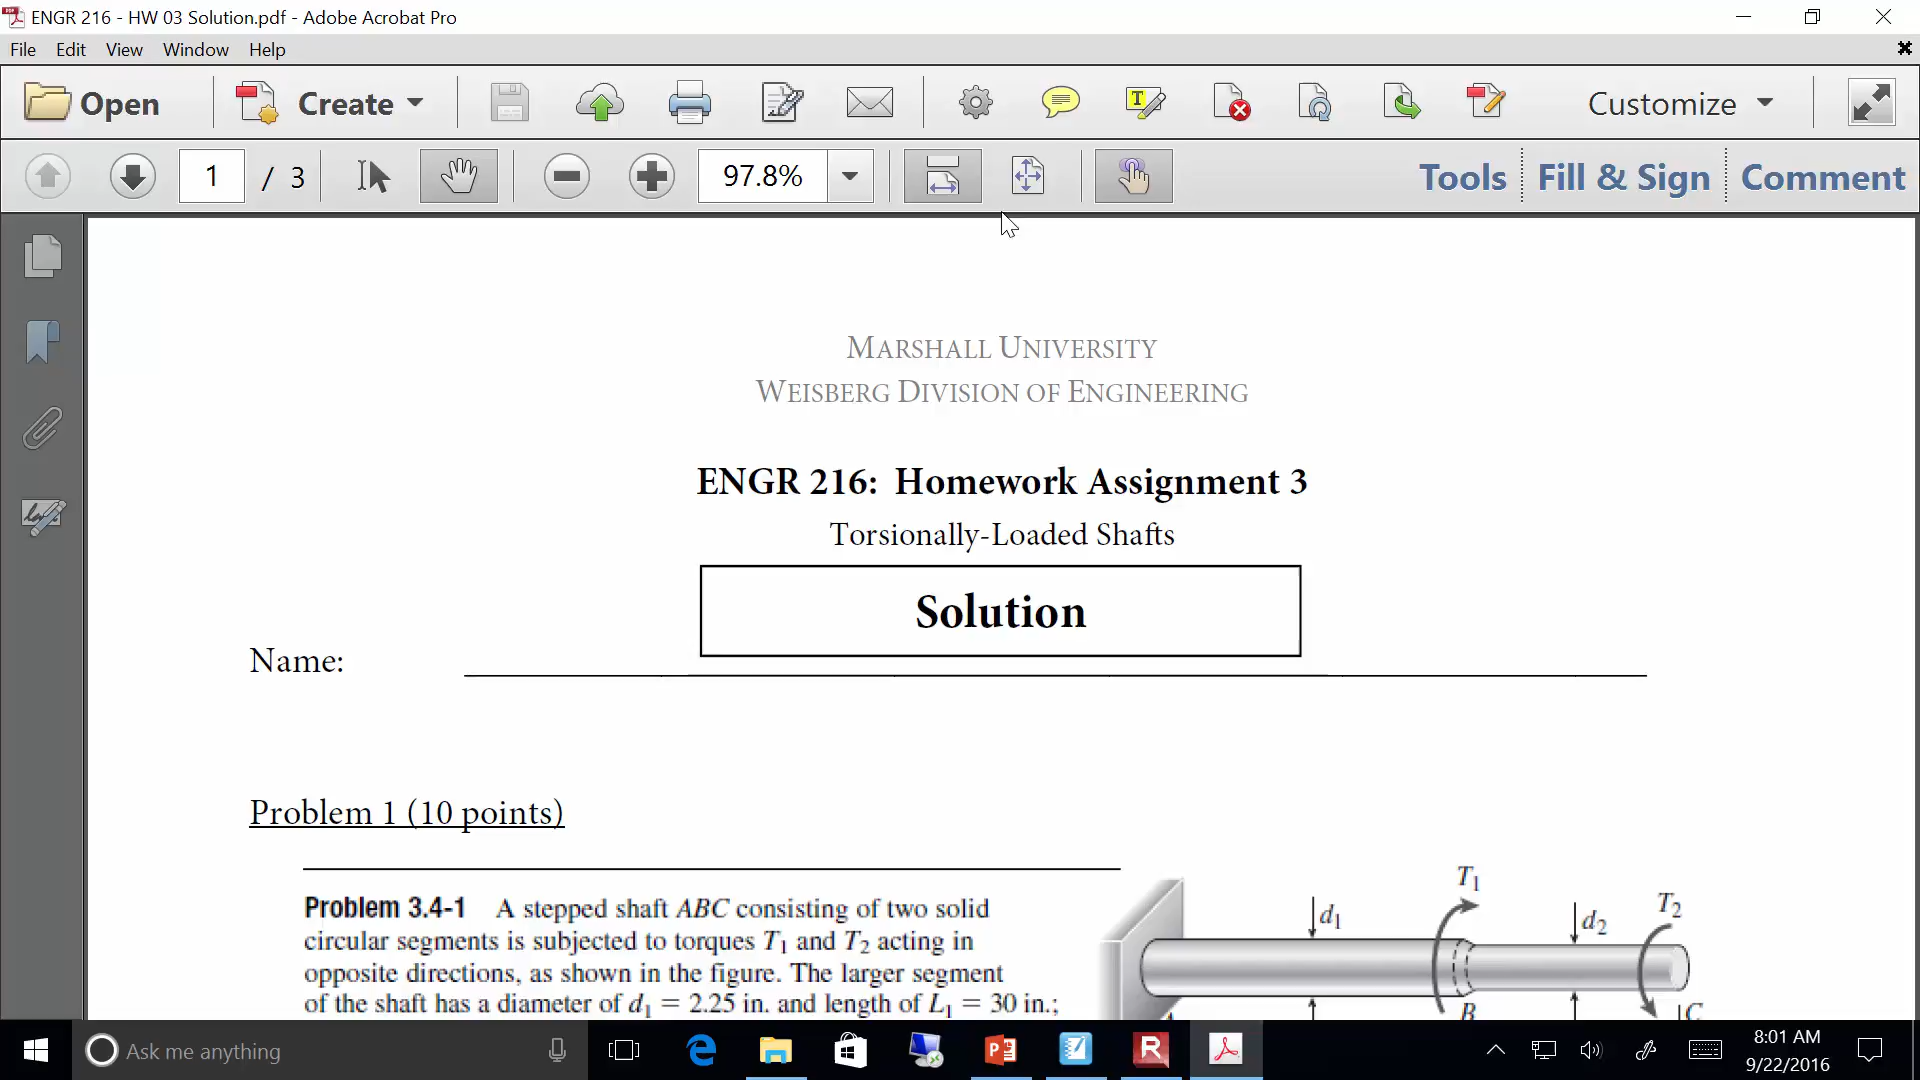 ENGR 216 - HW 03 Solution.pdf - Adobe Acrobat Pro
File Edit View Window Help
Open Create Customize
1 / 3 97.8% Tools Fill & Sign Comment
MARSHALL UNIVERSITY
WEISBERG DIVISION OF ENGINEERING
ENGR 216: Homework Assignment 3
Torsionally-Loaded Shafts
Solution
Name:
Problem 1 (10 points)
Problem 3.4-1 A stepped shaft ABC consisting of two solid
circular segments is subjected to torques T1 and T2 acting in
opposite directions, as shown in the figure. The larger segment
of the shaft has a diameter of d1 = 2.25 in. and length of L1 = 30 in.;
T1
d1
d2
T2
B
C
Ask me anything
8:01 AM
9/22/2016